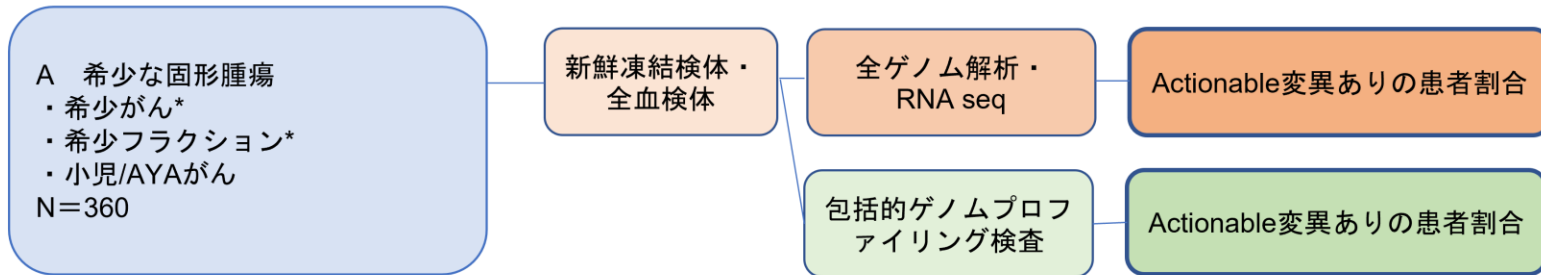 A　希少な固形腫瘍
・希少がん*
・希少フラクション*
・小児/AYAがん
N＝360
新鮮凍結検体・
全血検体
全ゲノム解析・
RNA seq
Actionable変異ありの患者割合
包括的ゲノムプロフ
ァイリング検査
Actionable変異ありの患者割合